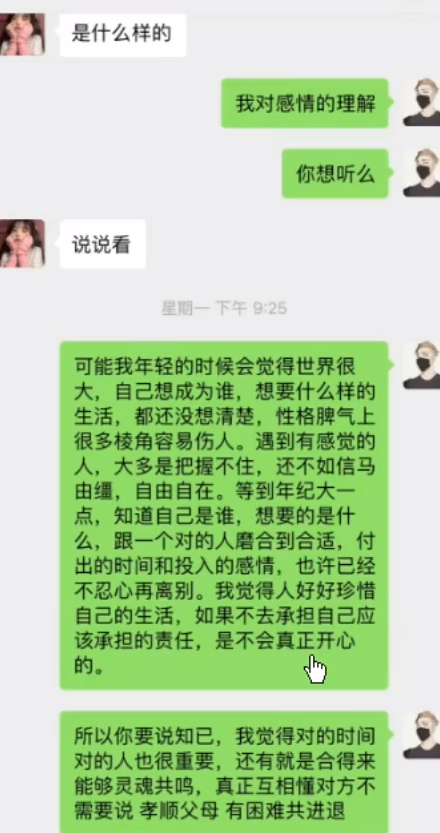 是什么样的
我对感情的理解
你想听么
说说看
星期一 下午 9:25
可能我年轻的时候会觉得世界很
大，自己想成为谁，想要什么样的
生活，都还没想清楚，性格脾气上
很多棱角容易伤人。遇到有感觉的
人，大多是把握不住，还不如信马
由缰，自由自在。等到年纪大一
点，知道自己是谁，想要的是什
么，跟一个对的人磨合到合适，付
出的时间和投入的感情，也许已经
不忍心再离别。我觉得人好好珍惜
自己的生活，如果不去承担自己应
该承担的责任，是不会真正开心
的。
所以你要说知已，我觉得对的时间
对的人也很重要，还有就是合得来
能够灵魂共鸣，真正互相懂对方不
需要说 孝顺父母 有困难共进退